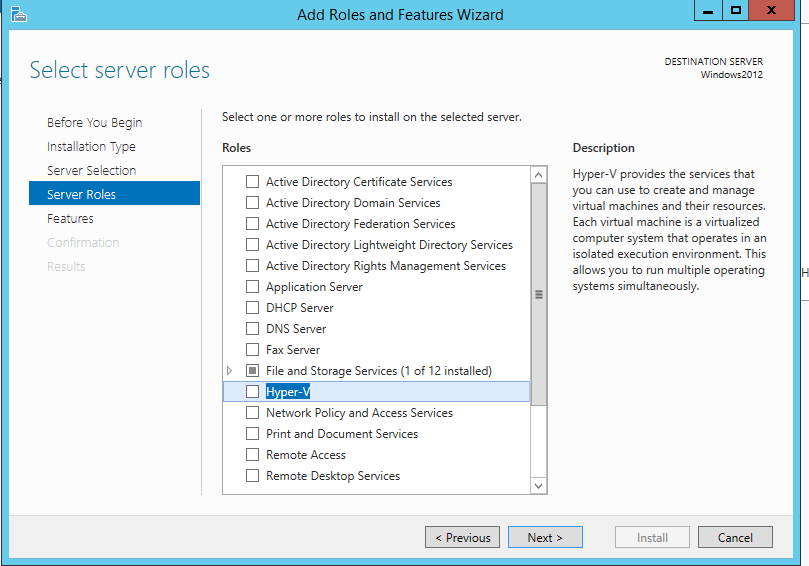 Add Roles and Features Wizard
Select server roles
DESTINATION SERVER
Windows2012
Before You Begin
Installation Type
Server Selection
Server Roles
Features
Confirmation
Results
Select one or more roles to install on the selected server.
Roles
Active Directory Certificate Services
Active Directory Domain Services
Active Directory Federation Services
Active Directory Lightweight Directory Services
Active Directory Rights Management Services
Application Server
DHCP Server
DNS Server
Fax Server
File and Storage Services (1 of 12 installed)
Hyper-V
Network Policy and Access Services
Print and Document Services
Remote Access
Remote Desktop Services
Description
Hyper-V provides the services that
you can use to create and manage
virtual machines and their resources.
Each virtual machine is a virtualized
computer system that operates in an
isolated execution environment. This
allows you to run multiple operating
systems simultaneously.
H
< Previous
Next >
Install
Cancel